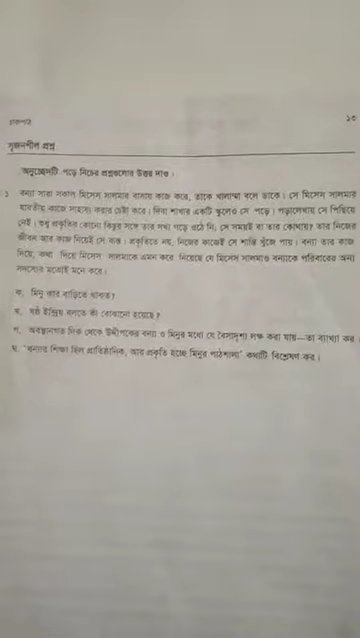 চারুপাঠ
১৩
সৃজনশীল প্রশ্ন
অনুচ্ছেদটি পড়ে নিচের প্রশ্নগুলোর উত্তর দাও।
১ বন্যা সারা সকাল মিসেস সালমার বাসায় কাজ করে, তাকে খালাম্মা বলে ডাকে। সে মিসেস সালমার
যাবতীয় কাজে সাহায্য করার চেষ্টা করে। দিবা শাখার একটি স্কুলেও সে পড়ে। পড়ালেখায় সে পিছিয়ে
নেই। শুধু প্রকৃতির কোনো কিছুর সঙ্গে তার সখ্য গড়ে ওঠে নি, সে সময়ই বা তার কোথায়? তার নিজের
জীবন আর কাজ নিয়েই সে ব্যস্ত। প্রকৃতিতে নয়, নিজের কাজেই সে শান্তি খুঁজে পায়। বন্যা তার কাজ
দিয়ে, কথা দিয়ে মিসেস সালমাকে এমন করে নিয়েছে যে মিসেস সালমাও বন্যাকে পরিবারের অন্য
সদস্যের মতোই মনে করে।
ক. মিনু কার বাড়িতে থাকত?
খ. ষষ্ঠ ইন্দ্রিয় বলতে কী বোঝানো হয়েছে?
গ. অবস্থানগত দিক থেকে উদ্দীপকের বন্যা ও মিনুর মধ্যে যে বৈসাদৃশ্য লক্ষ করা যায়—তা ব্যাখ্যা কর।
ঘ. ‘বন্যার শিক্ষা ছিল প্রাতিষ্ঠানিক, আর প্রকৃতি হচ্ছে মিনুর পাঠশালা’ কথাটি বিশ্লেষণ কর।